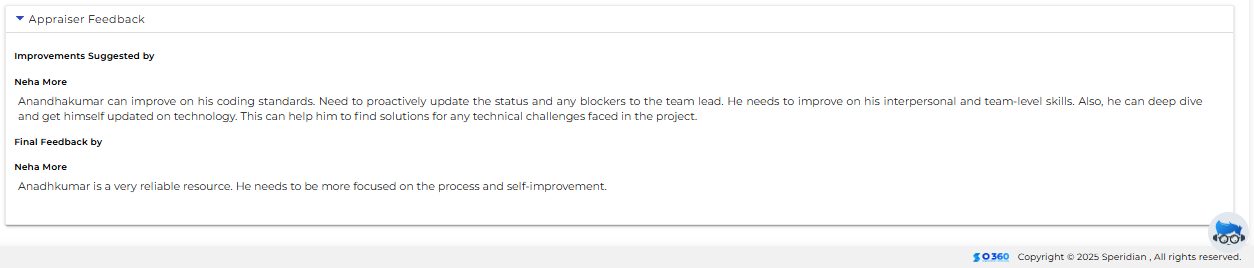 Appraiser Feedback
Improvements Suggested by
Neha More
Anandhakumar can improve on his coding standards. Need to proactively update the status and any blockers to the team lead. He needs to improve on his interpersonal and team-level skills. Also, he can deep dive
and get himself updated on technology. This can help him to find solutions for any technical challenges faced in the project.
Final Feedback by
Neha More
Anadhkumar is a very reliable resource. He needs to be more focused on the process and self-improvement.
SO360 Copyright © 2025 Speridian , All rights reserved.